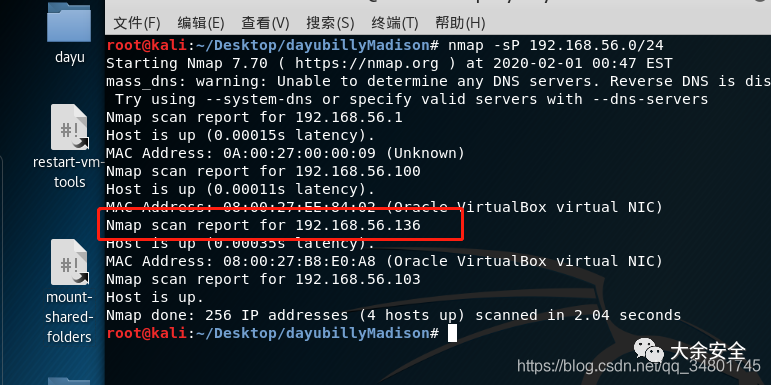 文件(F) 编辑(E) 查看(V) 搜索(S) 终端(T) 帮助(H)
root@kali:~/Desktop/dayubillyMadison# nmap -sP 192.168.56.0/24
Starting Nmap 7.70 ( https://nmap.org ) at 2020-02-01 00:47 EST
mass_dns: warning: Unable to determine any DNS servers. Reverse DNS is dis
Try using --system-dns or specify valid servers with --dns-servers
Nmap scan report for 192.168.56.1
Host is up (0.00015s latency).
MAC Address: 0A:00:27:00:00:09 (Unknown)
Nmap scan report for 192.168.56.100
Host is up (0.00011s latency).
MAC Address: 08:00:27:EE:84:02 (Oracle VirtualBox virtual NIC)
Nmap scan report for 192.168.56.136
Host is up (0.00035s latency).
MAC Address: 08:00:27:B8:E0:A8 (Oracle VirtualBox virtual NIC)
Nmap scan report for 192.168.56.103
Host is up.
Nmap done: 256 IP addresses (4 hosts up) scanned in 2.04 seconds
root@kali:~/Desktop/dayubillyMadison#
dayu
restart-vm-
tools
mount-
shared-
folders
大余安全
https://blog.csdn.net/qq_34801745